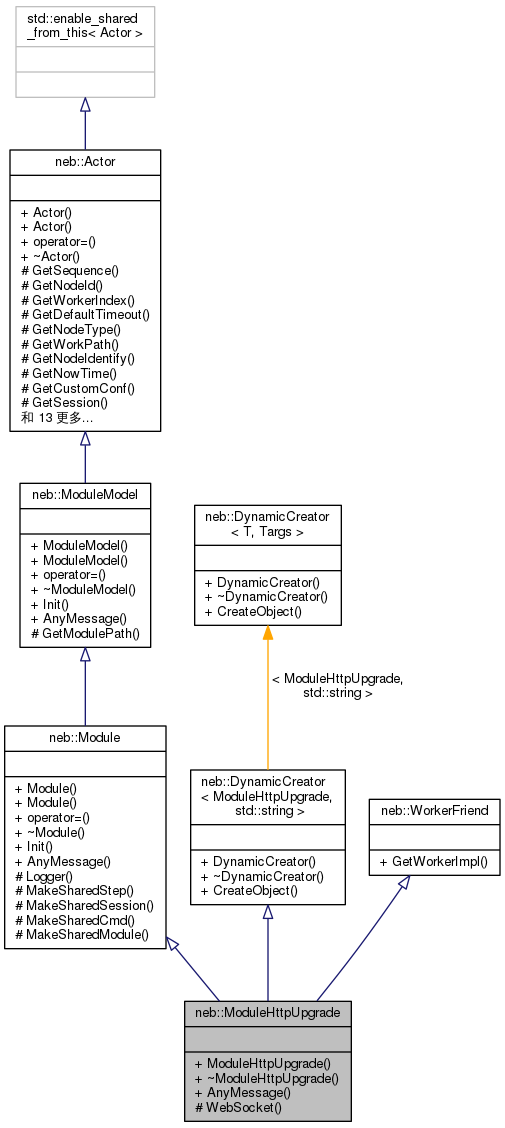 std::enable_shared
_from_this< Actor >
neb::Actor
+ Actor()
+ Actor()
+ operator=()
+ ~Actor()
# GetSequence()
# GetNodeId()
# GetWorkerIndex()
# GetDefaultTimeout()
# GetNodeType()
# GetWorkPath()
# GetNodeIdentify()
# GetNowTime()
# GetCustomConf()
# GetSession()
和 13 更多...
neb::ModuleModel
+ ModuleModel()
+ ModuleModel()
+ operator=()
+ ~ModuleModel()
+ Init()
+ AnyMessage()
# GetModulePath()
neb::DynamicCreator
< T, Targs >
+ DynamicCreator()
+ ~DynamicCreator()
+ CreateObject()
< ModuleHttpUpgrade,
std::string >
neb::Module
+ Module()
+ Module()
+ operator=()
+ ~Module()
+ Init()
+ AnyMessage()
# Logger()
# MakeSharedStep()
# MakeSharedSession()
# MakeSharedCmd()
# MakeSharedModule()
neb::DynamicCreator
< ModuleHttpUpgrade,
std::string >
+ DynamicCreator()
+ ~DynamicCreator()
+ CreateObject()
neb::WorkerFriend
+ GetWorkerImpl()
neb::ModuleHttpUpgrade
+ ModuleHttpUpgrade()
+ ~ModuleHttpUpgrade()
+ AnyMessage()
# WebSocket()